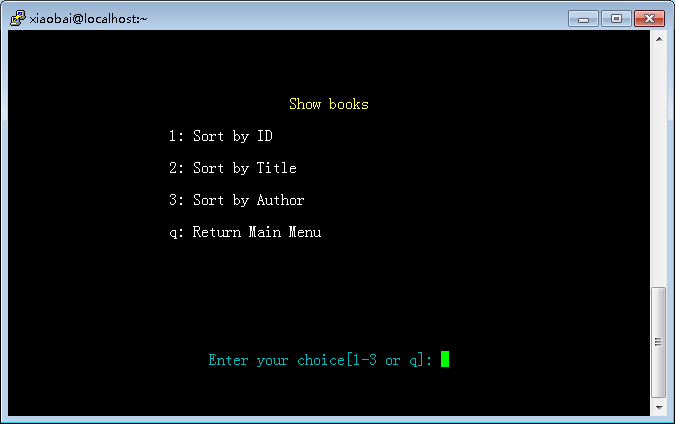 xiaobai@localhost:~
Show books
1: Sort by ID
2: Sort by Title
3: Sort by Author
q: Return Main Menu
Enter your choice[1-3 or q]: